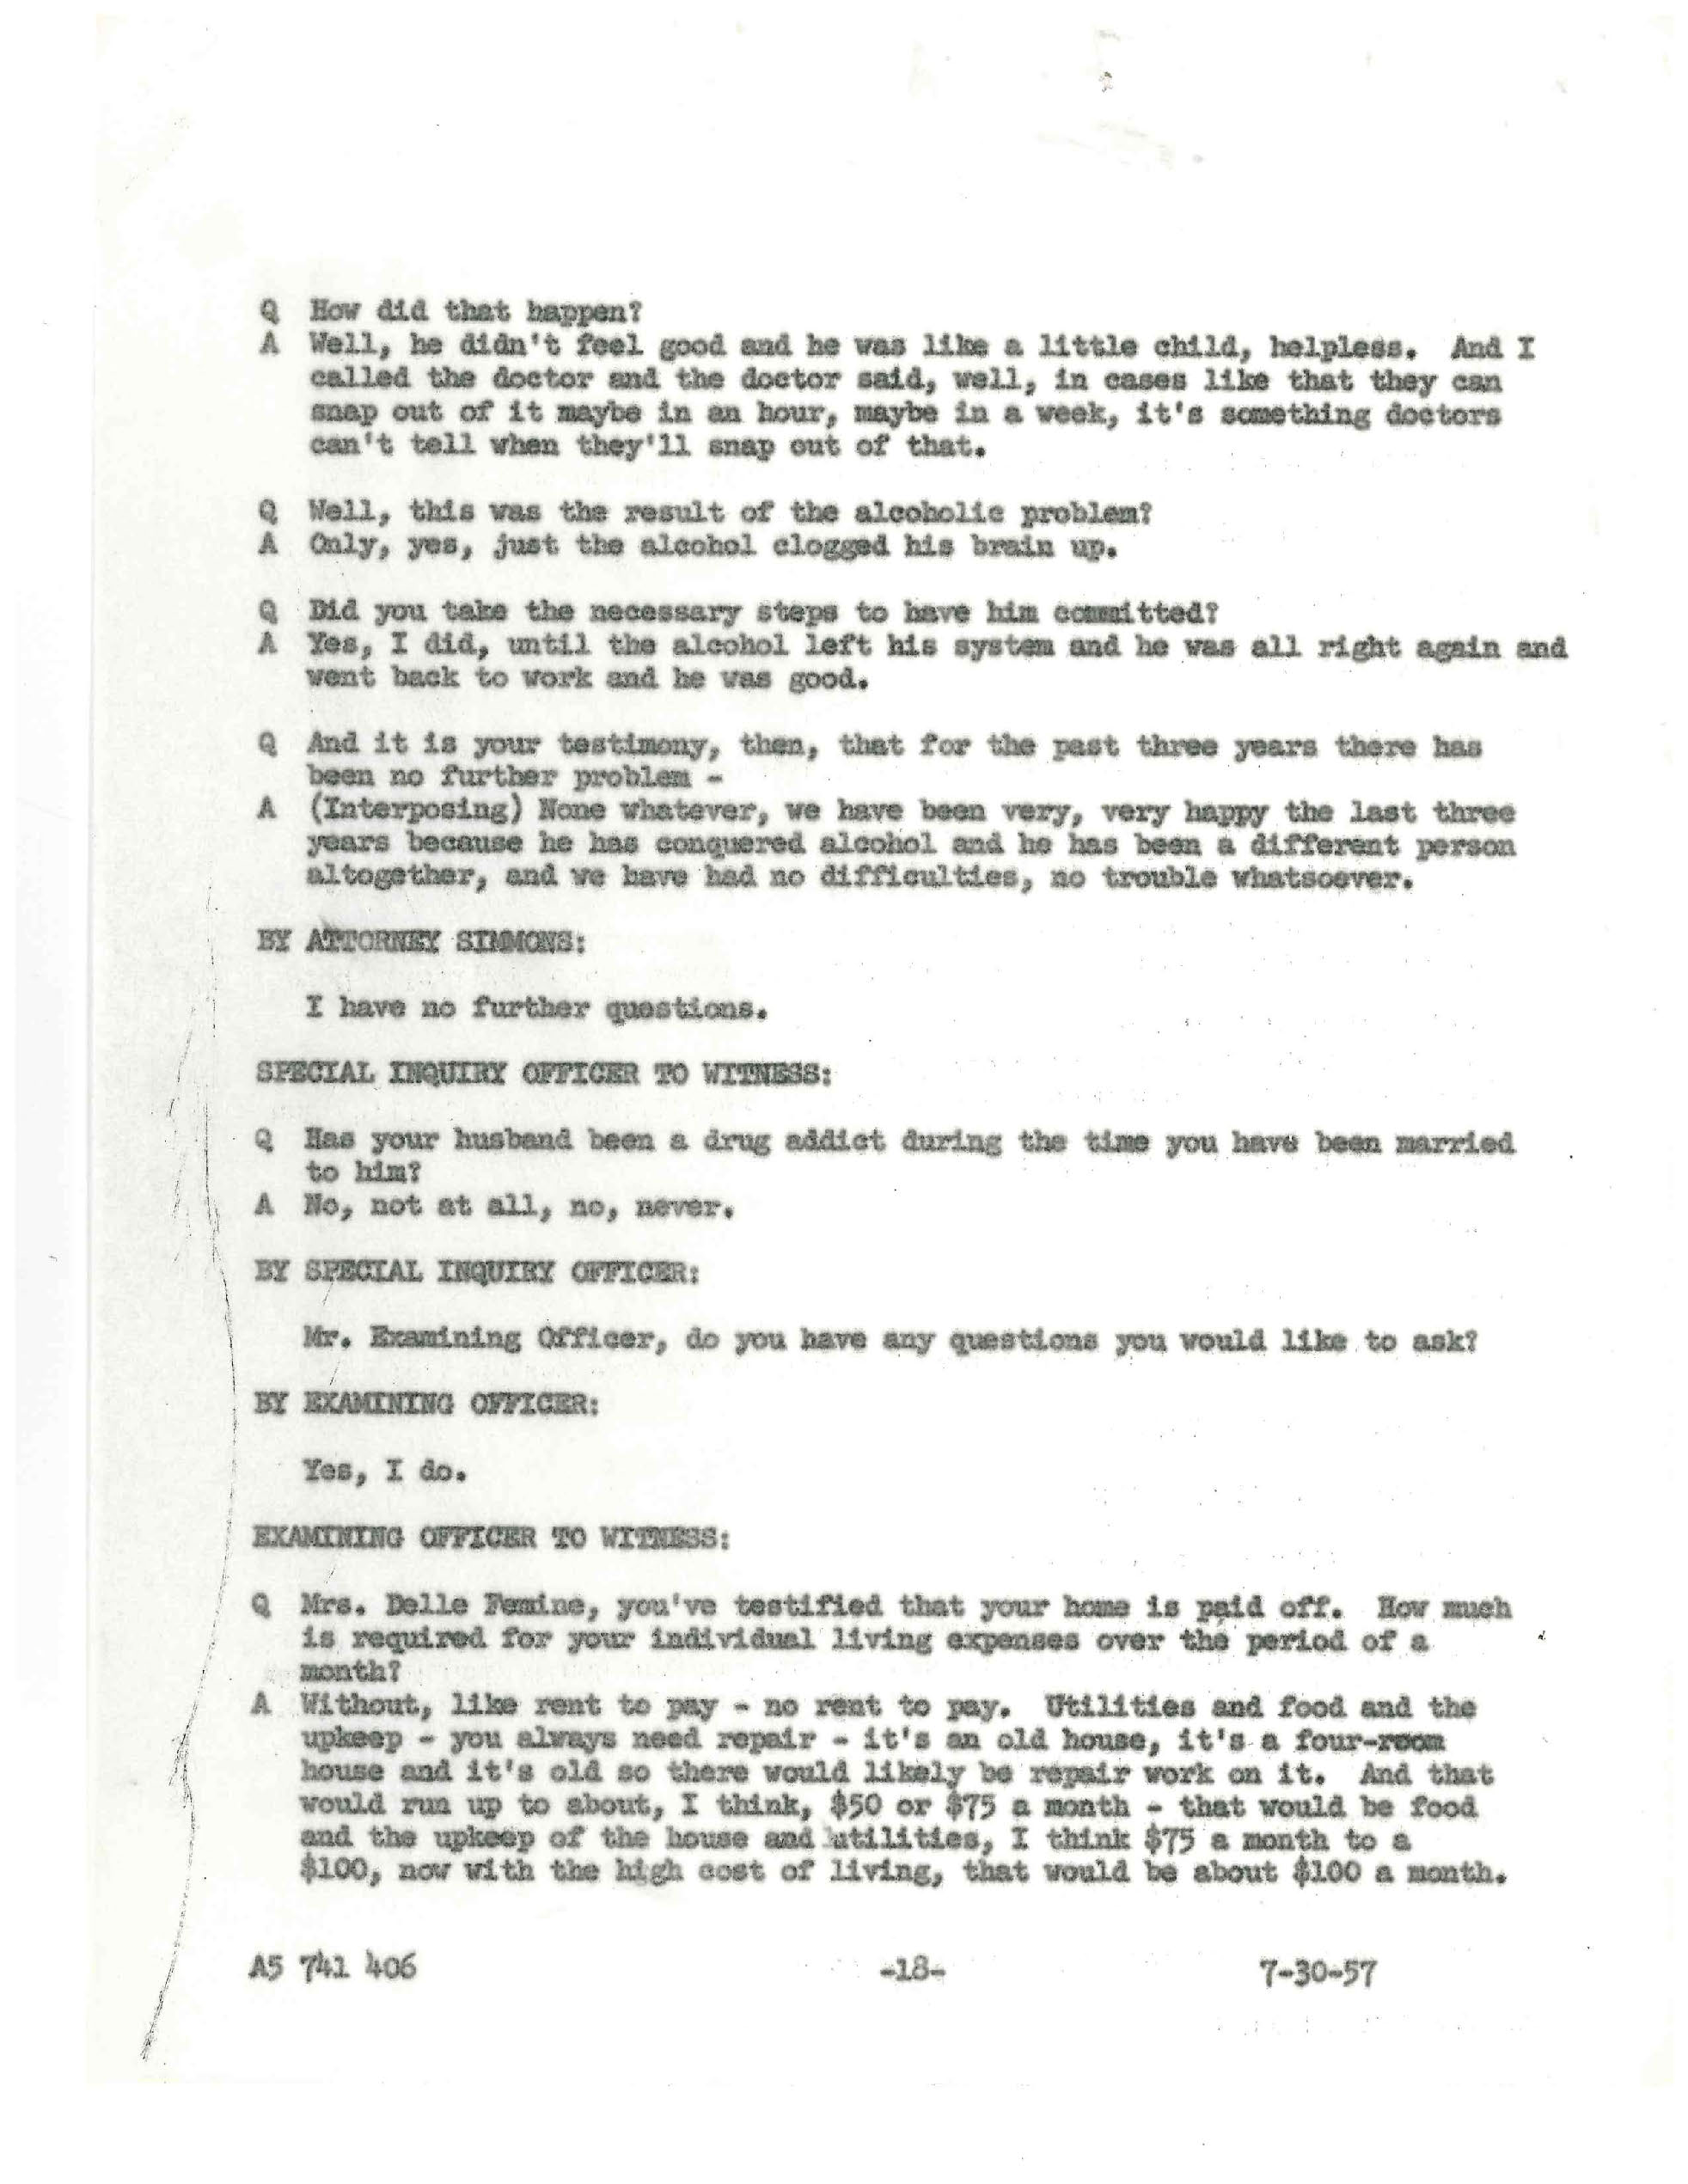 Q How did that happen?
A Well, he didn't feel good and he was like a little child, helpless. And I
called the doctor and the doctor said, well, in cases like that they can
snap out of it maybe in an hour, maybe in a week, it's something doctors
can't tell when they'll snap out of that.
Q Well, this was the result of the alcoholic problem?
A Only, yes, just the alcohol clogged his brain up.
Q Did you take the necessary steps to have him committed?
A Yes, I did, until the alcohol left his system and he was all right again and
went back to work and he was good.
Q And it is your testimony, then, that for the past three years there has
been no further problem -
A (Interposing) None whatever, we have been very, very happy the last three
years because he has conquered alcohol and he has been a different person
altogether, and we have had no difficulties, no trouble whatsoever.
BY ATTORNEY SIMMONS:
I have no further questions.
SPECIAL INQUIRY OFFICER TO WITNESS:
Q Has your husband been a drug addict during the time you have been married
to him?
A No, not at all, no, never.
BY SPECIAL INQUIRY OFFICER:
Mr. Examining Officer, do you have any questions you would like to ask?
BY EXAMINING OFFICER:
Yes, I do.
EXAMINING OFFICER TO WITNESS:
Q Mrs. Delle Femine, you've testified that your home is paid off. How much
is required for your individual living expenses over the period of a
month?
A Without, like rent to pay - no rent to pay. Utilities and food and the
upkeep - you always need repair - it's an old house, it's a four-room
house and it's old so there would likely be repair work on it. And that
would run up to about, I think, $50 or $75 a month - that would be food
and the upkeep of the house and utilities, I think $75 a month to a
$100, now with the high cost of living, that would be about $100 a month.
A5 741 406 -18- 7-30-57